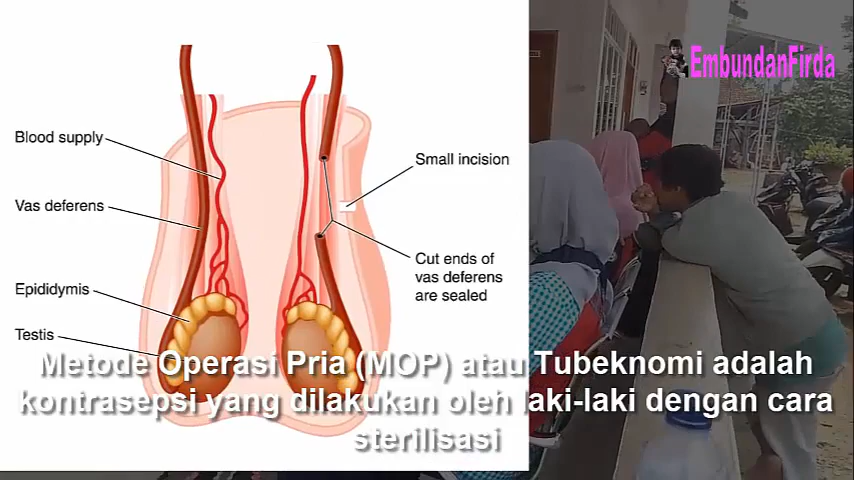 EmbundanFirda
Blood supply
Small incision
Vas deferens
Cut ends of
vas deferens
are sealed
Epididymis
Testis
Metode Operasi Pria (MOP) atau Tubeknomi adalah
kontrasepsi yang dilakukan oleh laki-laki dengan cara
sterilisasi